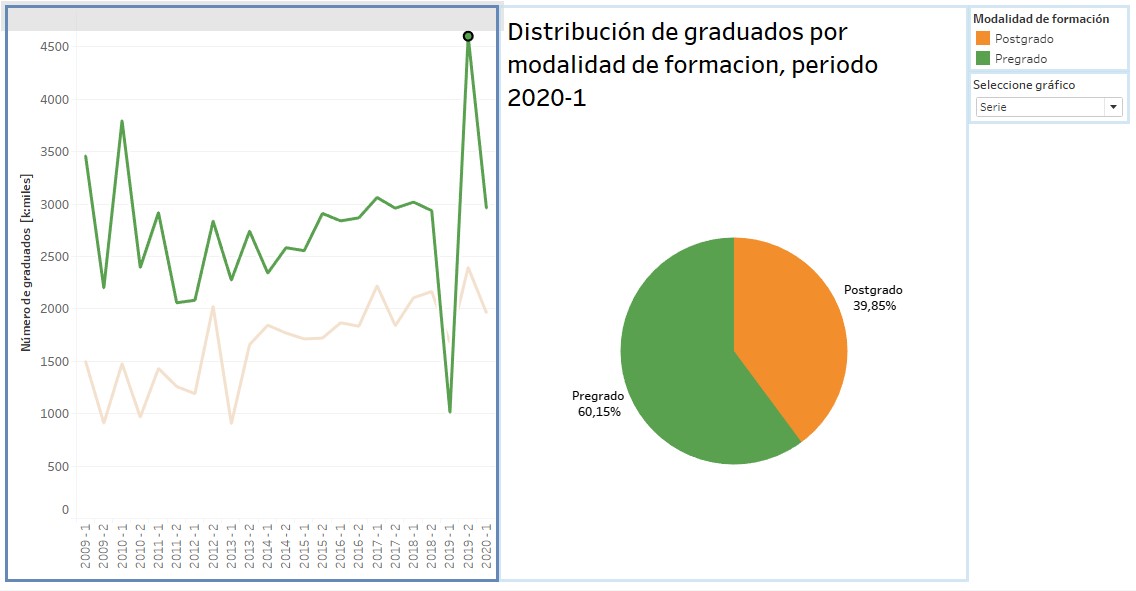 Número de graduados [k:miles]
4500
4000
3500
3000
2500
2000
1500
1000
500
0
2009 - 1
2009 - 2
2010 - 1
2010 - 2
2011 - 1
2011 - 2
2012 - 1
2012 - 2
2013 - 1
2013 - 2
2014 - 1
2014 - 2
2015 - 1
2015 - 2
2016 - 1
2016 - 2
2017 - 1
2017 - 2
2018 - 1
2018 - 2
2019 - 1
2019 - 2
2020 - 1
Distribución de graduados por
modalidad de formacion, periodo
2020-1
Postgrado
39,85%
Pregrado
60,15%
Modalidad de formación
Postgrado
Pregrado
Seleccione gráfico
Serie